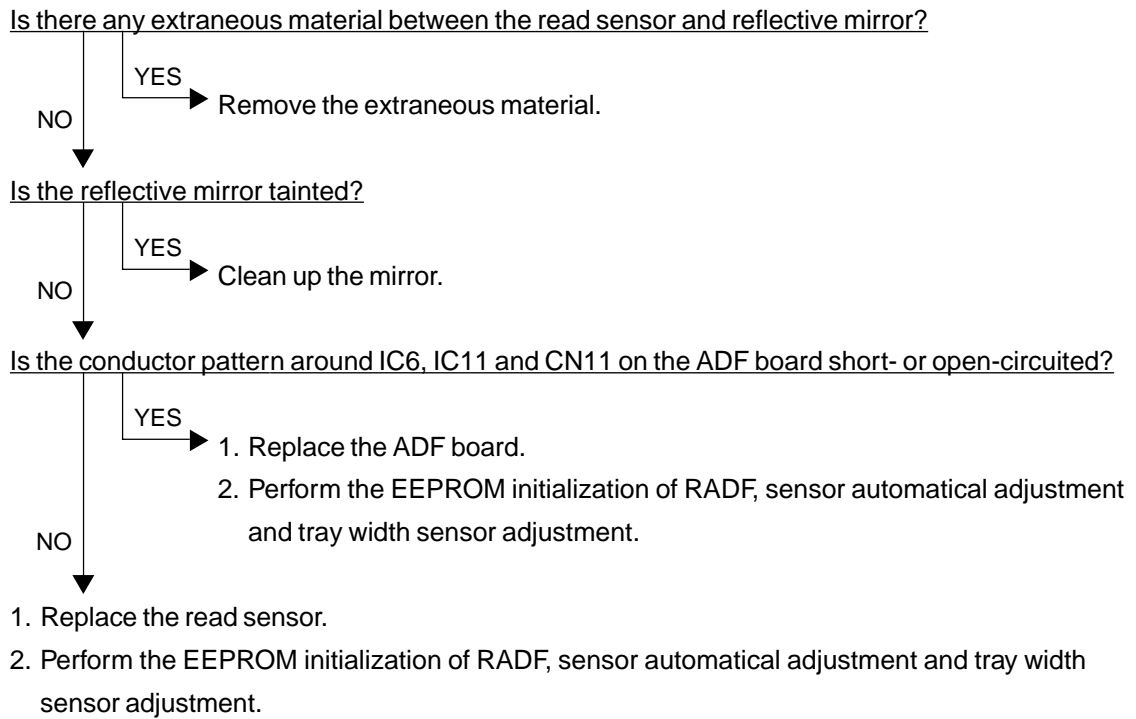 Is there any extraneous material between the read sensor and reflective mirror?
YES
Remove the extraneous material.
NO
Is the reflective mirror tainted?
YES
Clean up the mirror.
NO
Is the conductor pattern around IC6, IC11 and CN11 on the ADF board short- or open-circuited?
YES
1. Replace the ADF board.
2. Perform the EEPROM initialization of RADF, sensor automatical adjustment
and tray width sensor adjustment.
NO
1. Replace the read sensor.
2. Perform the EEPROM initialization of RADF, sensor automatical adjustment and tray width
sensor adjustment.